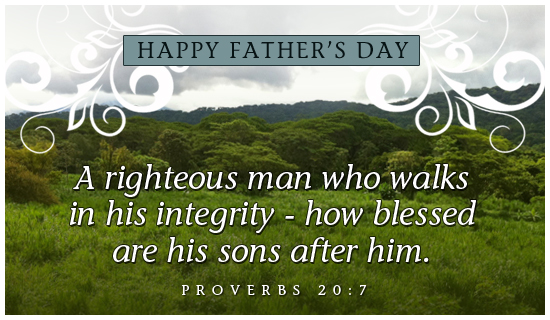 HAPPY FATHER'S DAY
A righteous man who walks
in his integrity - how blessed
are his sons after him.
PROVERBS 20:7